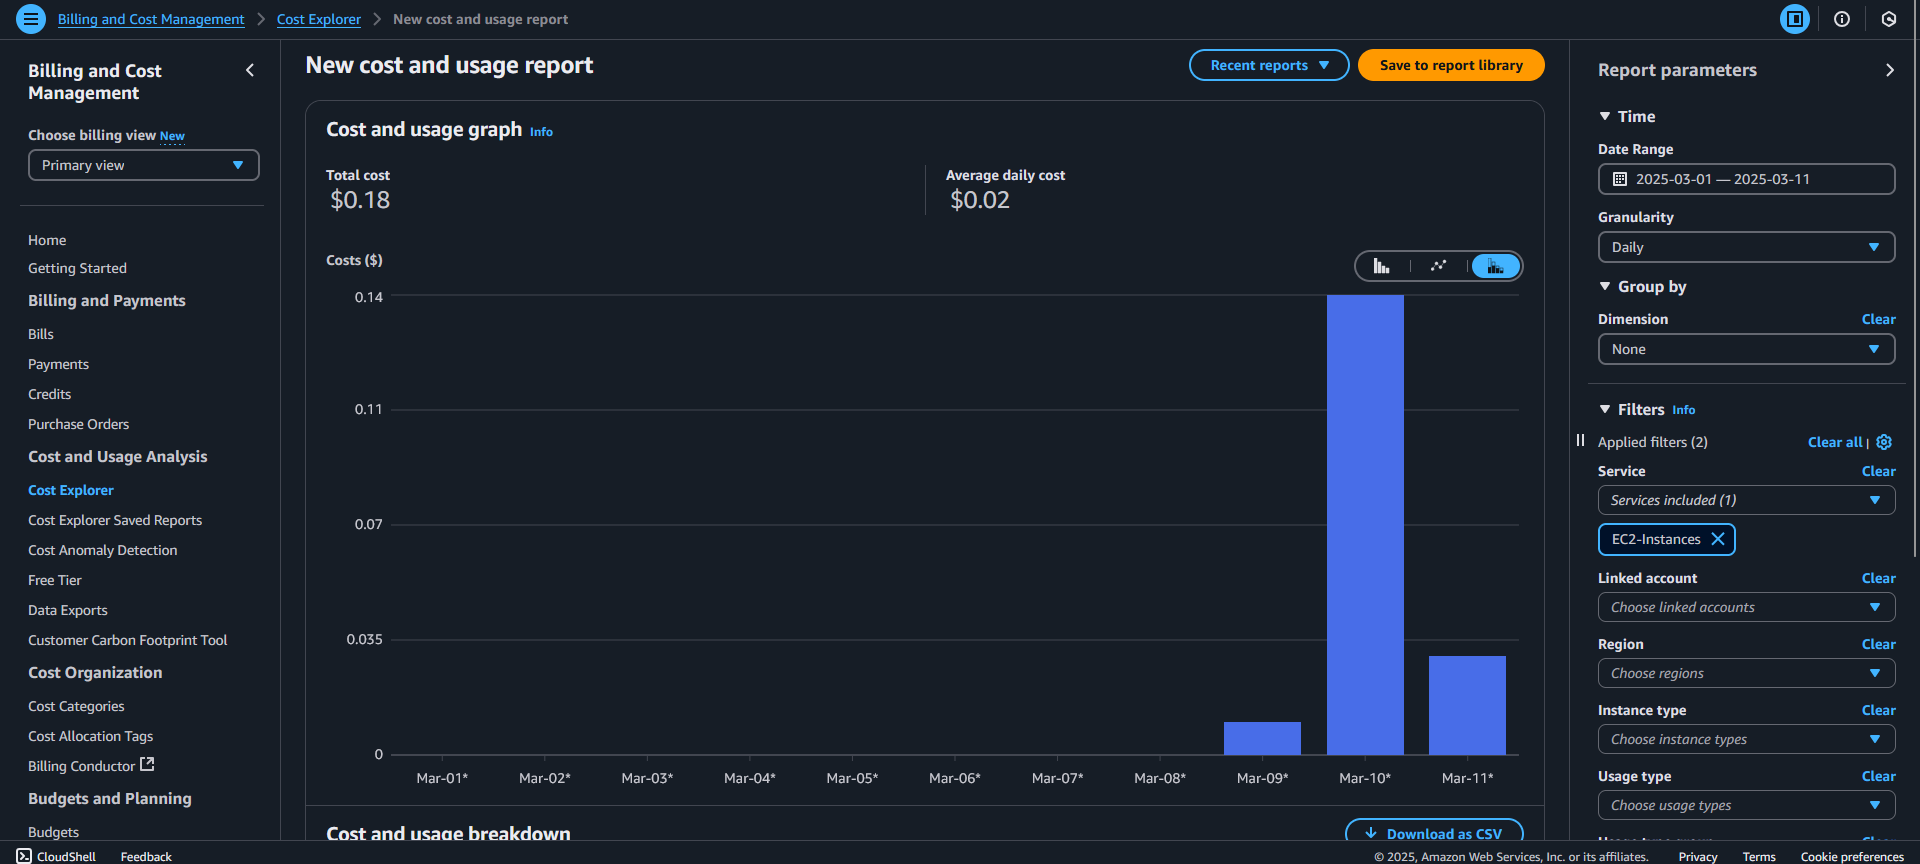 Billing and Cost Management
Cost Explorer
New cost and usage report
Billing and Cost
Management
Choose billing view New
Primary view
Home
Getting Started
Billing and Payments
Bills
Payments
Credits
Purchase Orders
Cost and Usage Analysis
Cost Explorer
Cost Explorer Saved Reports
Cost Anomaly Detection
Free Tier
Data Exports
Customer Carbon Footprint Tool
Cost Organization
Cost Categories
Cost Allocation Tags
Billing Conductor
Budgets and Planning
Budgets
New cost and usage report
Recent reports
Save to report library
Cost and usage graph Info
Total cost
$0.18
Average daily cost
$0.02
Costs ($)
0.14
0.11
0.07
0.035
0
Mar-01* Mar-02* Mar-03* Mar-04* Mar-05* Mar-06* Mar-07* Mar-08* Mar-09* Mar-10* Mar-11*
Cost and usage breakdown
Download as CSV
Report parameters
Time
Date Range
2025-03-01 — 2025-03-11
Granularity
Daily
Group by
Dimension Clear
None
Filters Info
Applied filters (2) Clear all |
Service Clear
Services included (1)
EC2-Instances
Linked account Clear
Choose linked accounts
Region Clear
Choose regions
Instance type Clear
Choose instance types
Usage type Clear
Choose usage types
CloudShell
Feedback
© 2025, Amazon Web Services, Inc. or its affiliates.
Privacy
Terms
Cookie preferences